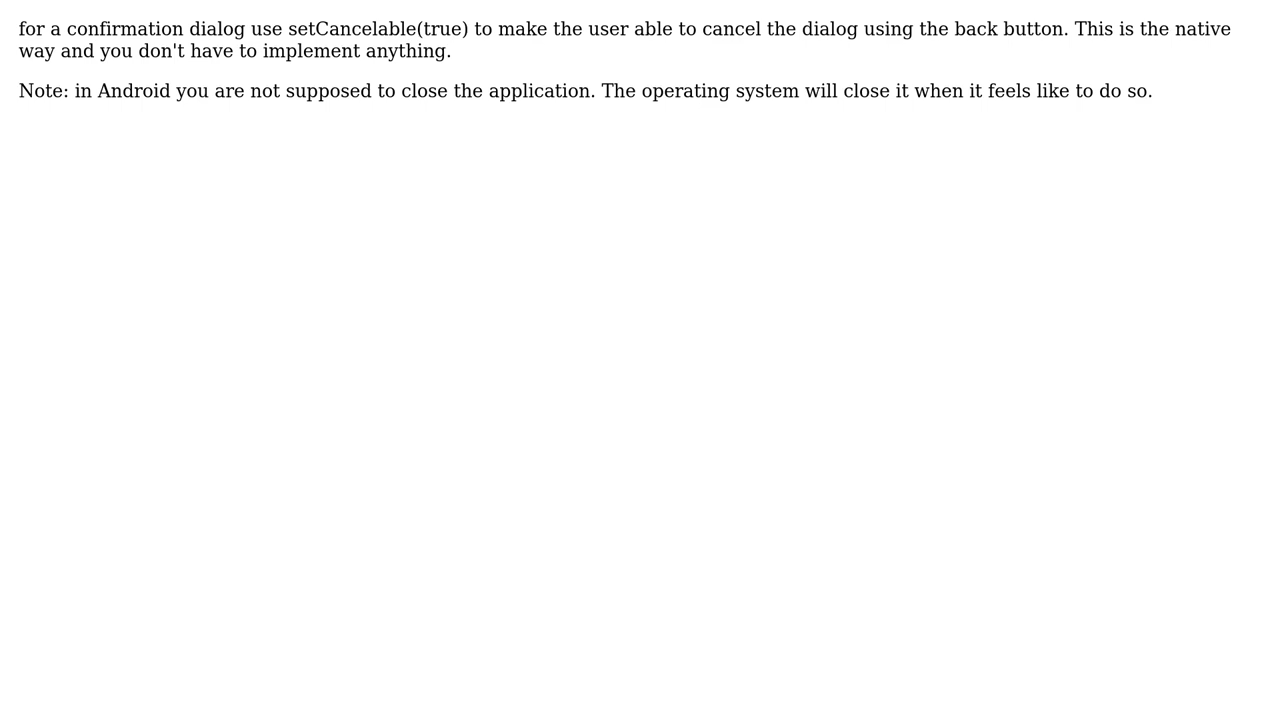 for a confirmation dialog use setCancelable(true) to make the user able to cancel the dialog using the back button. This is the native
way and you don't have to implement anything.
Note: in Android you are not supposed to close the application. The operating system will close it when it feels like to do so.